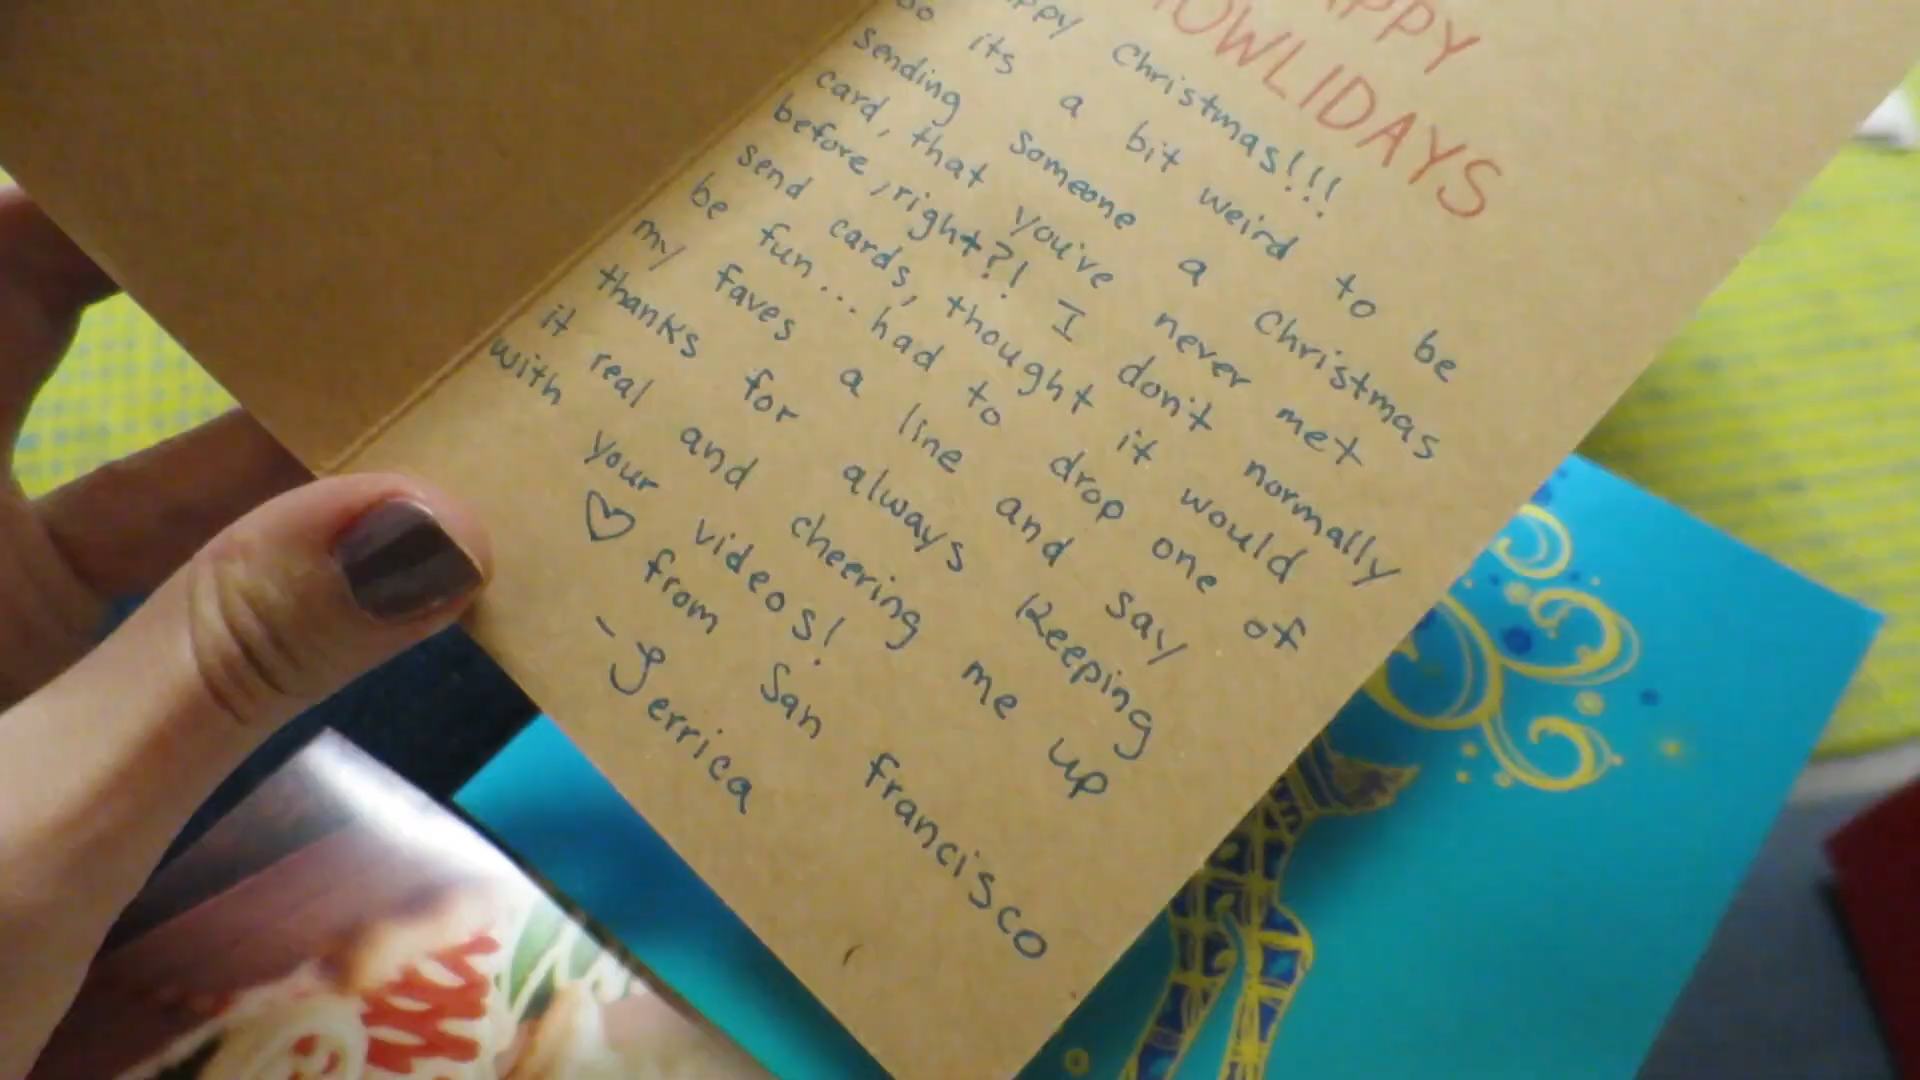 APPY
HOWLIDAYS
ppy Christmas!!!
its a bit weird to be
sending someone a Christmas
card, that you've never met
before, right?! I don't normally
send cards, thought it would
be fun... had to drop one of
my faves a line and say
thanks for always keeping
it real and cheering me up
with your videos!
♡ from San Francisco
- Jerrica